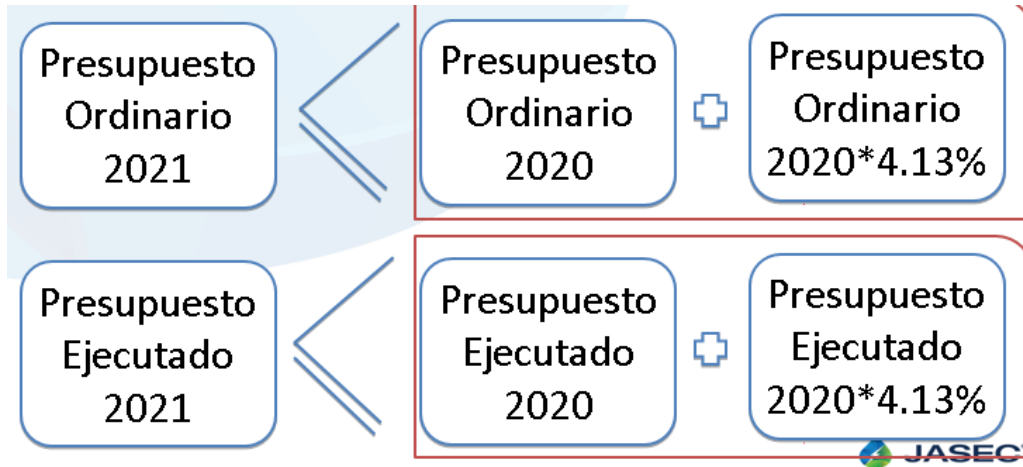 Presupuesto
Ordinario
2021
Presupuesto
Ordinario
2020
Presupuesto
Ordinario
2020*4.13%
Presupuesto
Ejecutado
2021
Presupuesto
Ejecutado
2020
Presupuesto
Ejecutado
2020*4.13%
JASEC